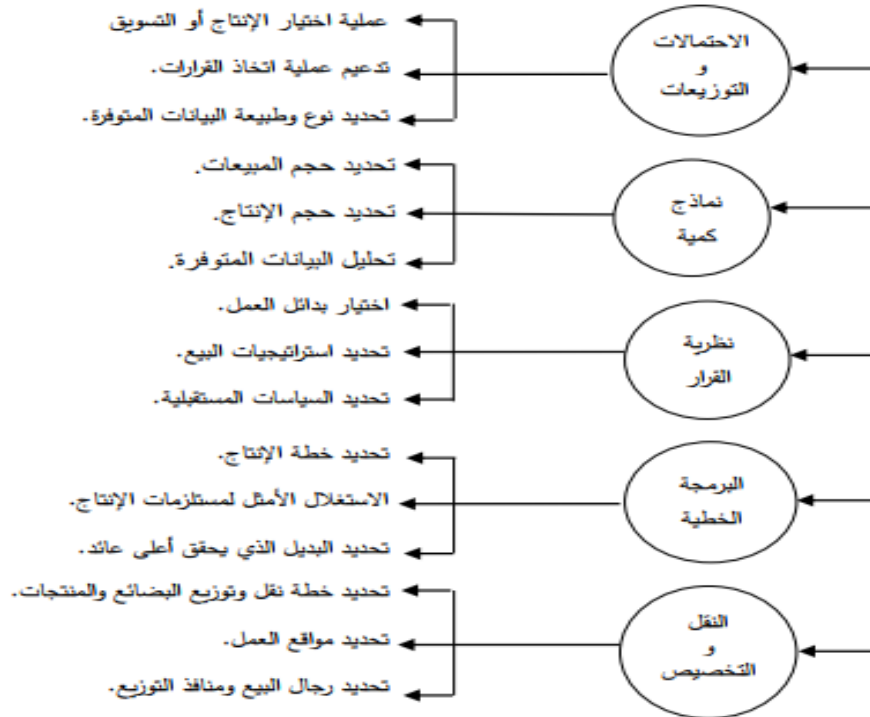 الاحتمالات
و
التوزيعات
عملية اختيار الإنتاج أو التسويق
تدعيم عملية اتخاذ القرارات.
تحديد نوع وطبيعة البيانات المتوفرة.
نماذج
كمية
تحديد حجم المبيعات.
تحديد حجم الإنتاج.
تحليل البيانات المتوفرة.
نظرية
القرار
اختيار بدائل العمل.
تحديد استراتيجيات البيع.
تحديد السياسات المستقبلية.
البرمجة
الخطية
تحديد خطة الإنتاج.
الاستغلال الأمثل لمستلزمات الإنتاج.
تحديد البديل الذي يحقق أعلى عائد.
النقل
و
التخصيص
تحديد خطة نقل وتوزيع البضائع والمنتجات.
تحديد مواقع العمل.
تحديد رجال البيع ومنافذ التوزيع.